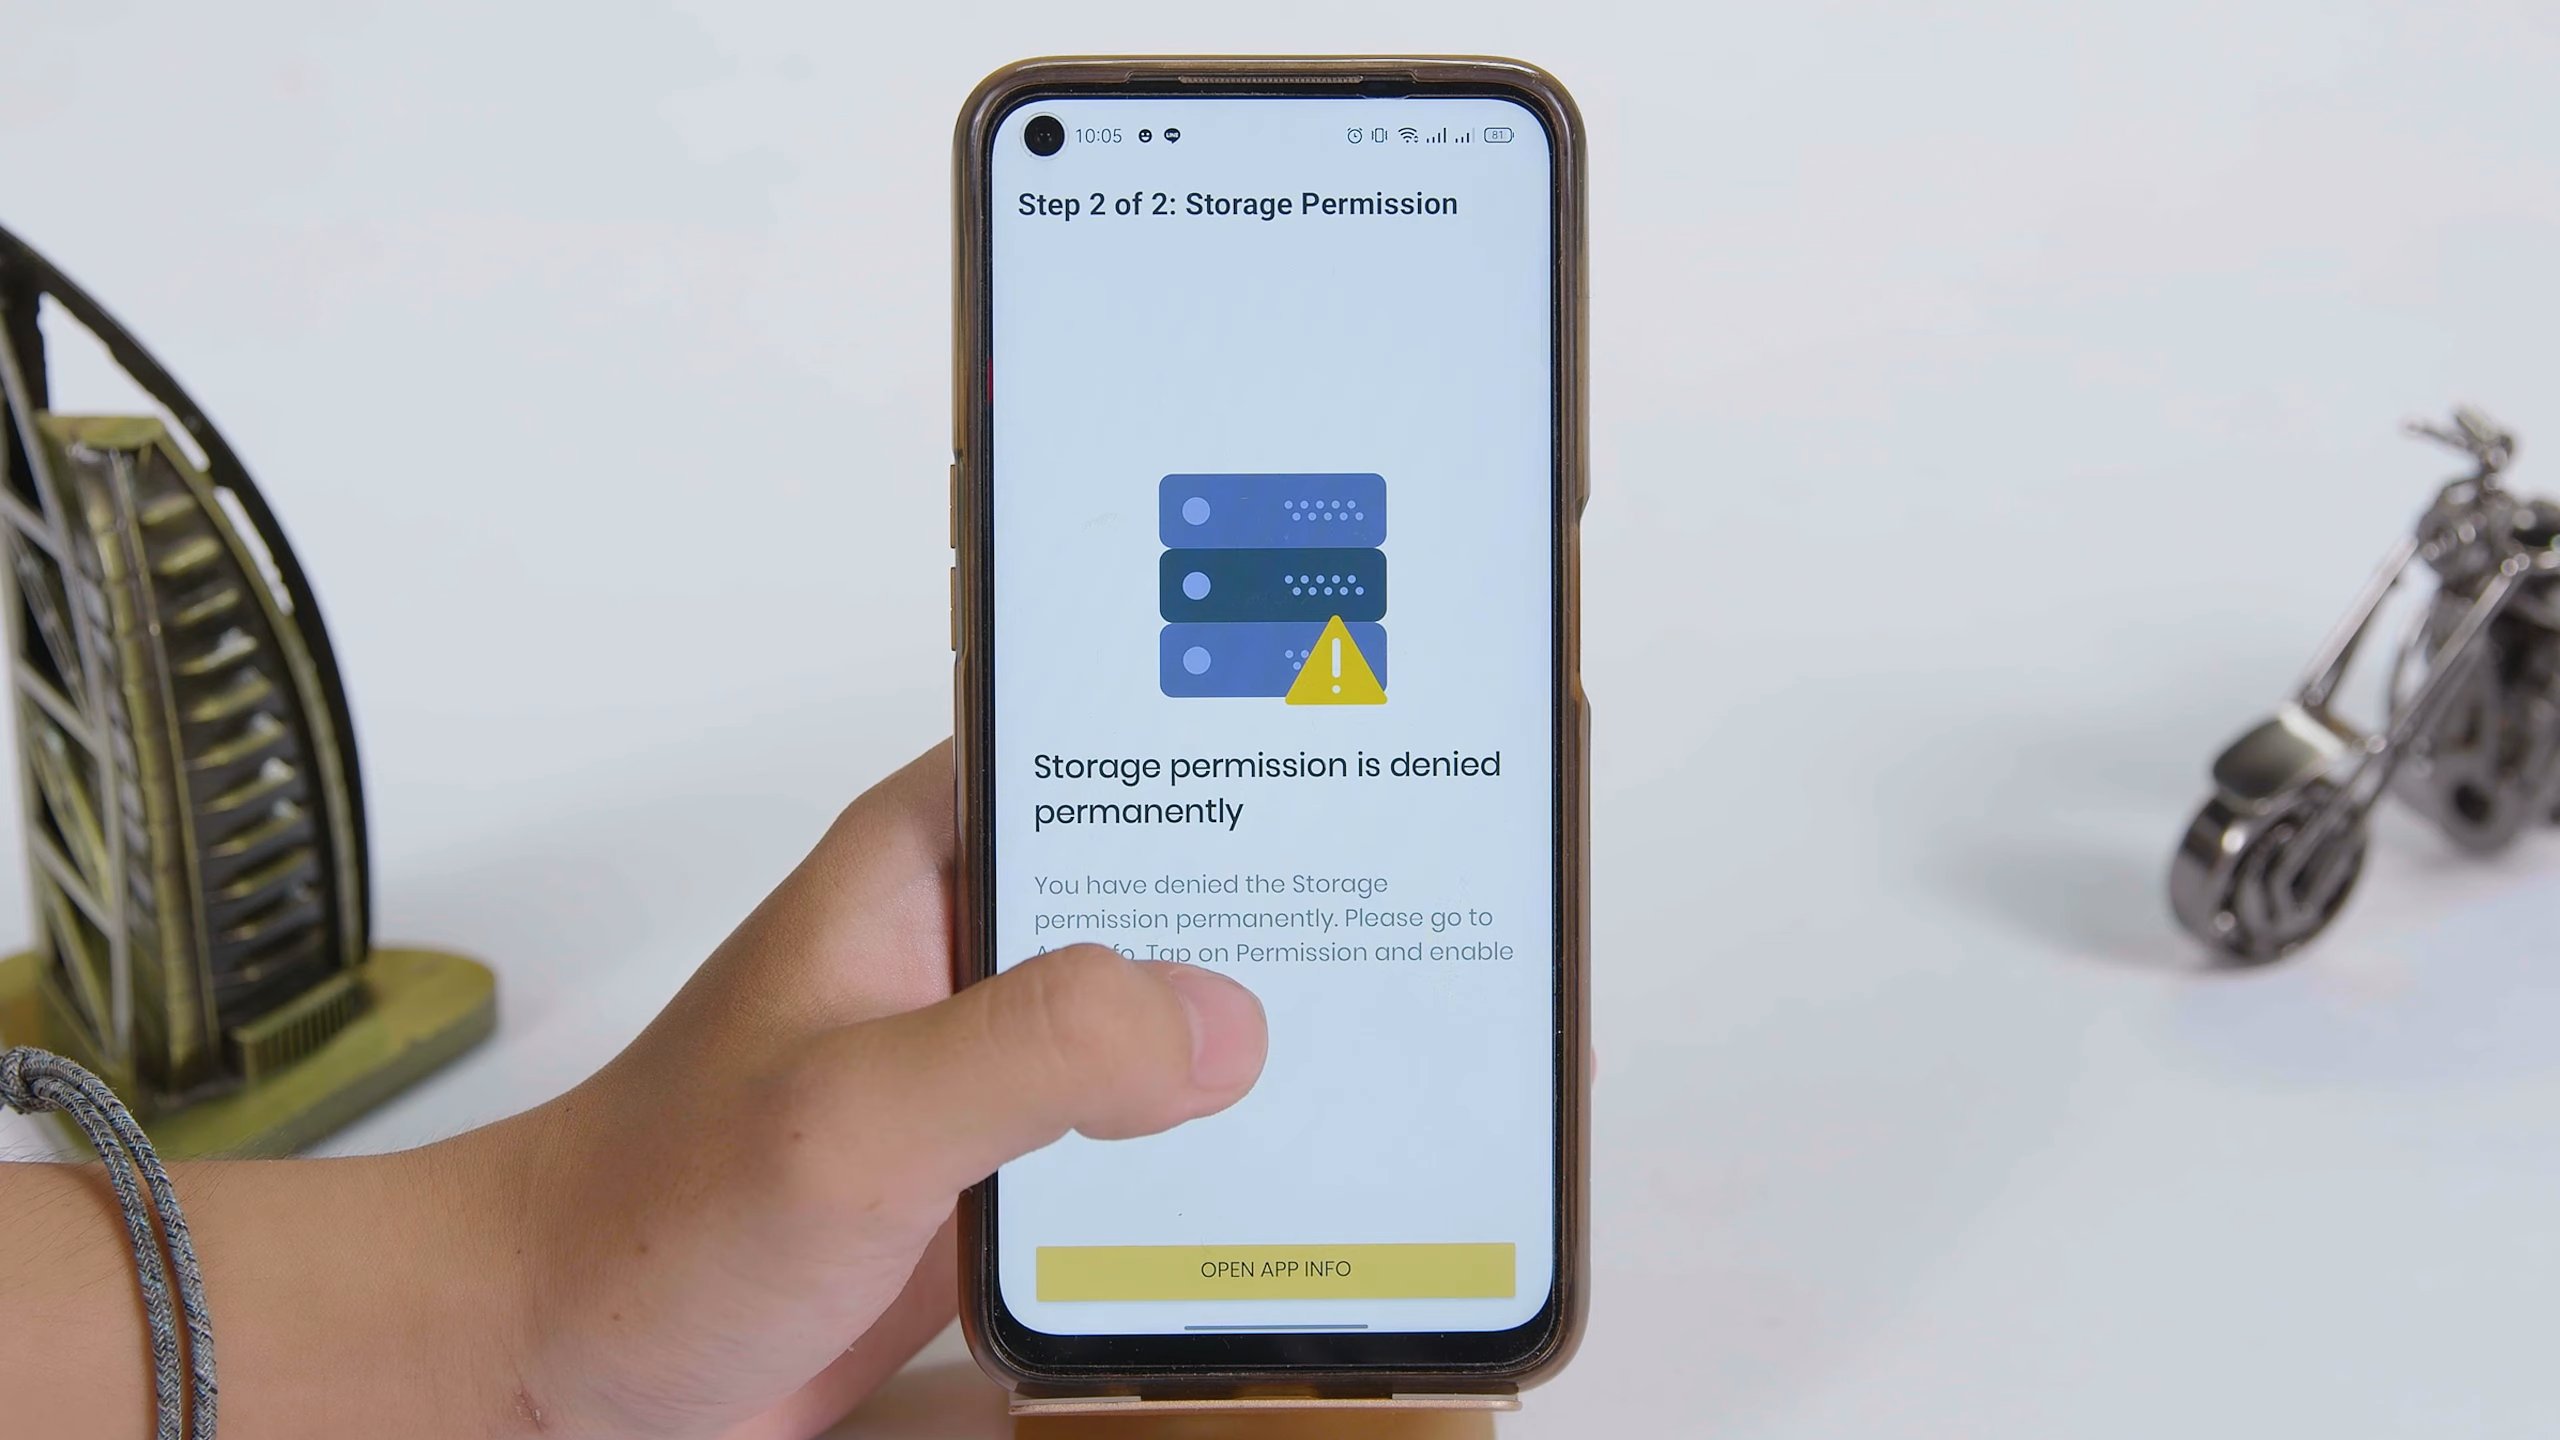 10:05
81
Step 2 of 2: Storage Permission
Storage permission is denied
permanently
You have denied the Storage
permission permanently. Please go to
Tap on Permission and enable
OPEN APP INFO